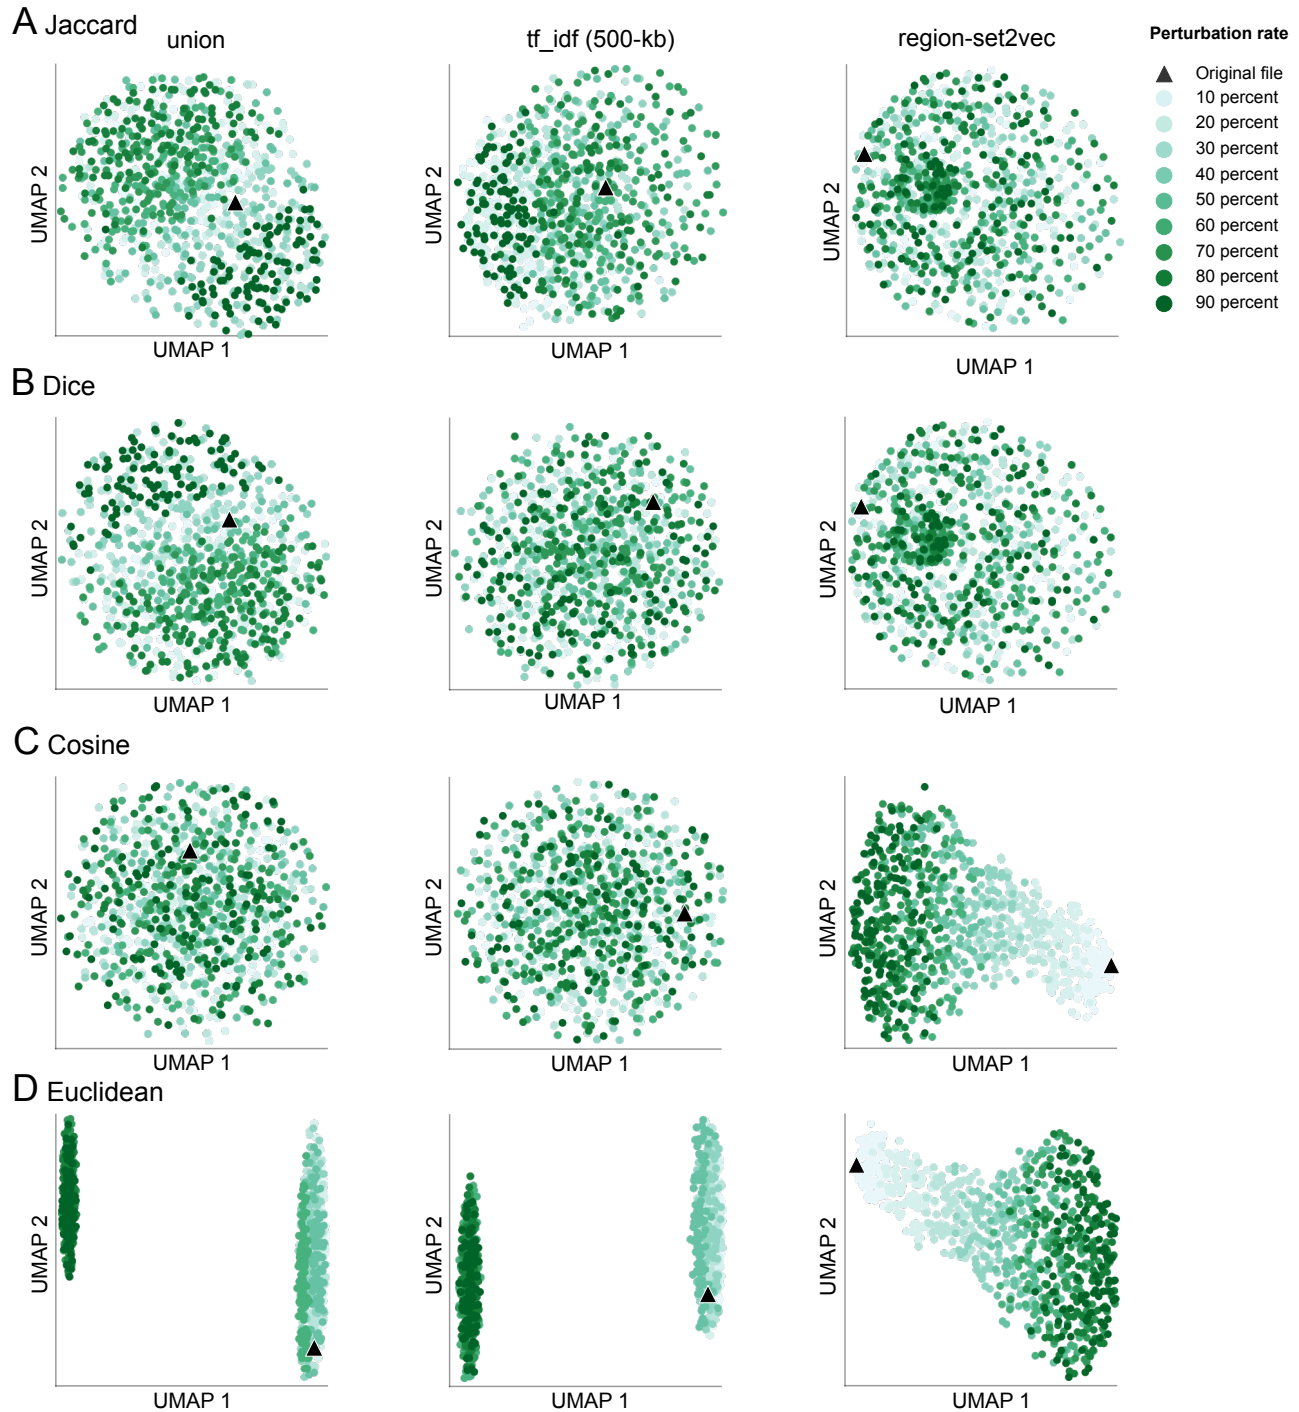 A Jaccard
union
tf_idf (500-kb)
region-set2vec
Perturbation rate
Original file
10 percent
20 percent
30 percent
40 percent
50 percent
60 percent
70 percent
80 percent
90 percent
UMAP 2
UMAP 1
UMAP 2
UMAP 1
UMAP 2
UMAP 1
B Dice
UMAP 2
UMAP 1
UMAP 2
UMAP 1
UMAP 2
UMAP 1
C Cosine
UMAP 2
UMAP 1
UMAP 2
UMAP 1
UMAP 2
UMAP 1
D Euclidean
UMAP 2
UMAP 1
UMAP 2
UMAP 1
UMAP 2
UMAP 1